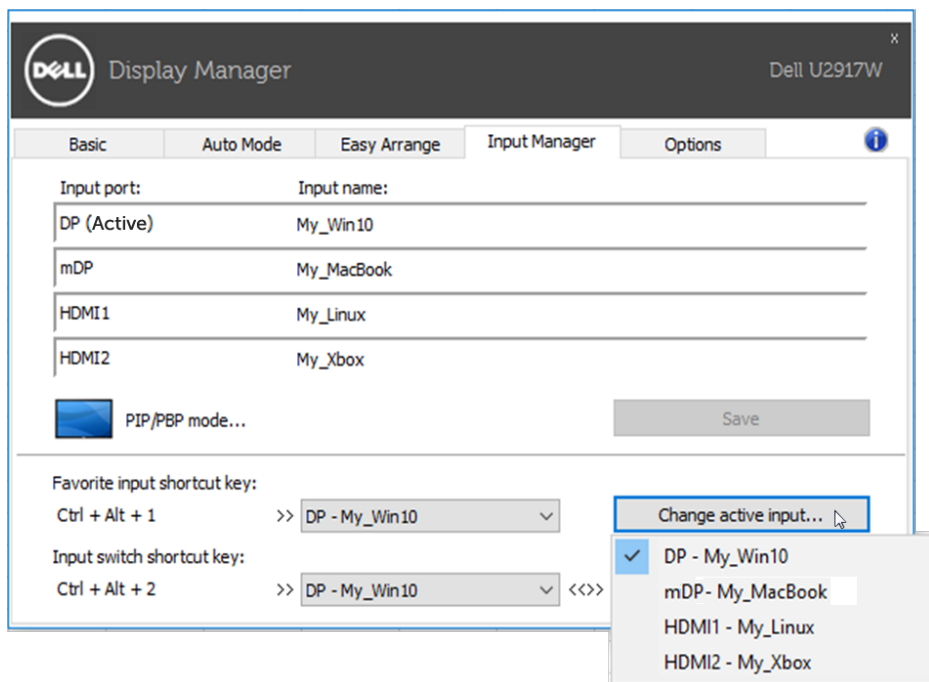 DELL Display Manager
x
Dell U2917W
Basic Auto Mode Easy Arrange Input Manager Options i
Input port: Input name:
DP (Active) My_Win10
mDP My_MacBook
HDMI1 My_Linux
HDMI2 My_Xbox
PIP/PBP mode... Save
Favorite input shortcut key:
Ctrl + Alt + 1 >> DP - My_Win10 Change active input...
Input switch shortcut key:
Ctrl + Alt + 2 >> DP - My_Win10 <<>>
DP - My_Win10
mDP- My_MacBook
HDMI1 - My_Linux
HDMI2 - My_Xbox